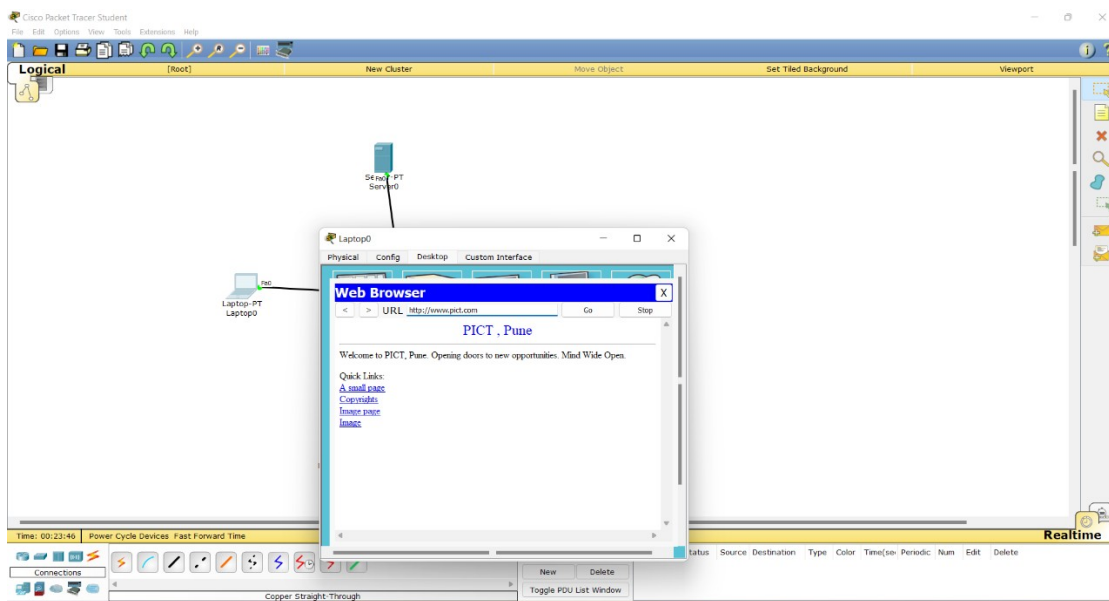 Cisco Packet Tracer Student
File Edit Options View Tools Extensions Help
Logical [Root] New Cluster Move Object Set Tiled Background Viewport
Server0
Laptop0
Physical Config Desktop Custom Interface
Fa0
Laptop-PT
Laptop0
Web Browser X
< > URL http://www.pict.com Go Stop
PICT , Pune
Welcome to PICT, Pune. Opening doors to new opportunities. Mind Wide Open.
Quick Links:
A small page
Copyrights
Image page
Image
Time: 00:23:46 Power Cycle Devices Fast Forward Time Realtime
tatus Source Destination Type Color Time(sec Periodic Num Edit Delete
Connections
New Delete
Copper Straight-Through
Toggle PDU List Window